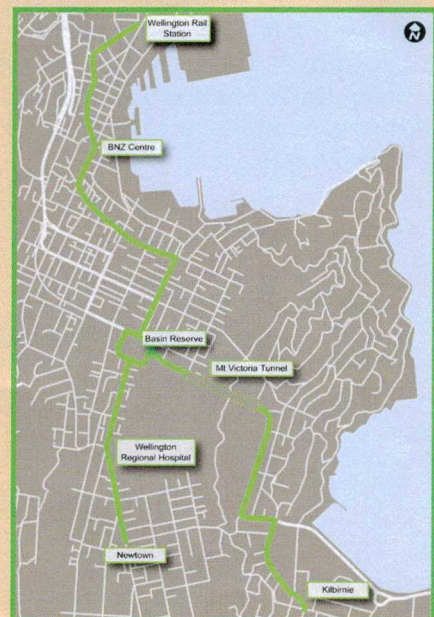 Wellington Rail
Station
N
BNZ Centre
Basin Reserve
Mt Victoria Tunnel
Wellington
Regional Hospital
Newtown
Kilbirnie